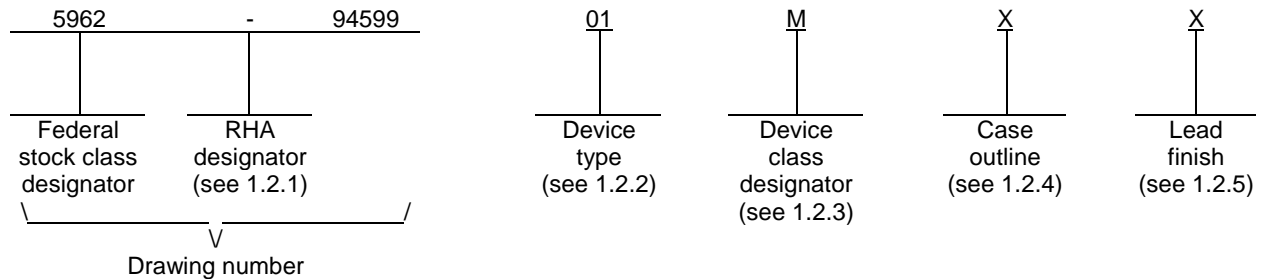 5962 - 94599 01 M X X
Federal stock class designator
RHA designator (see 1.2.1)
Device type (see 1.2.2)
Device class designator (see 1.2.3)
Case outline (see 1.2.4)
Lead finish (see 1.2.5)
\ / \/
Drawing number